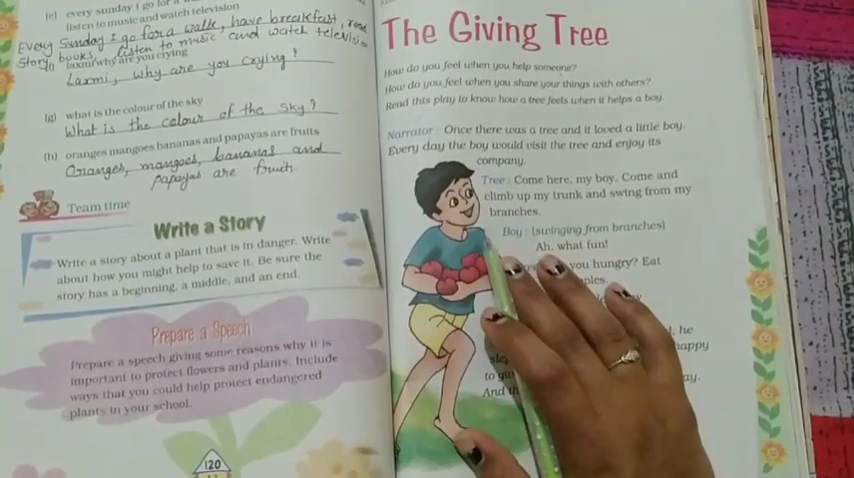 (e) every sunday I go for a
listen to music and watch television
Every Sunday I go for a walk, have breakfast, read
story books, listen to music and watch television
laxmi why are you crying
Laxmi, why are you crying?
(g) what is the colour of the sky
What is the colour of the sky?
(h) oranges mangoes bananas and papayas are fruits
Oranges, mangoes, bananas and
papayas are fruits.
Team time
Write a Story
Write a story about a plant that is in danger. Write
about how you might help to save it. Be sure the
story has a beginning, a middle, and an end.
Prepare a Speech
Prepare a speech giving some reasons why it is
important to protect flowers and plants. Include
ways that you could help protect endangered
plants in your school.
120
The Giving Tree
How do you feel when you help someone?
How do you feel when you share your things with others?
Read this play to know how a tree feels when it helps a boy.
Narrator : Once there was a tree and it loved a little boy.
Every day the boy would visit the tree and enjoy its
company.
Tree : Come here, my boy. Come and
climb up my trunk and swing from my
branches.
Boy : (swinging from branches)
Ah, what fun!
you hungry? Eat
he
happy
And